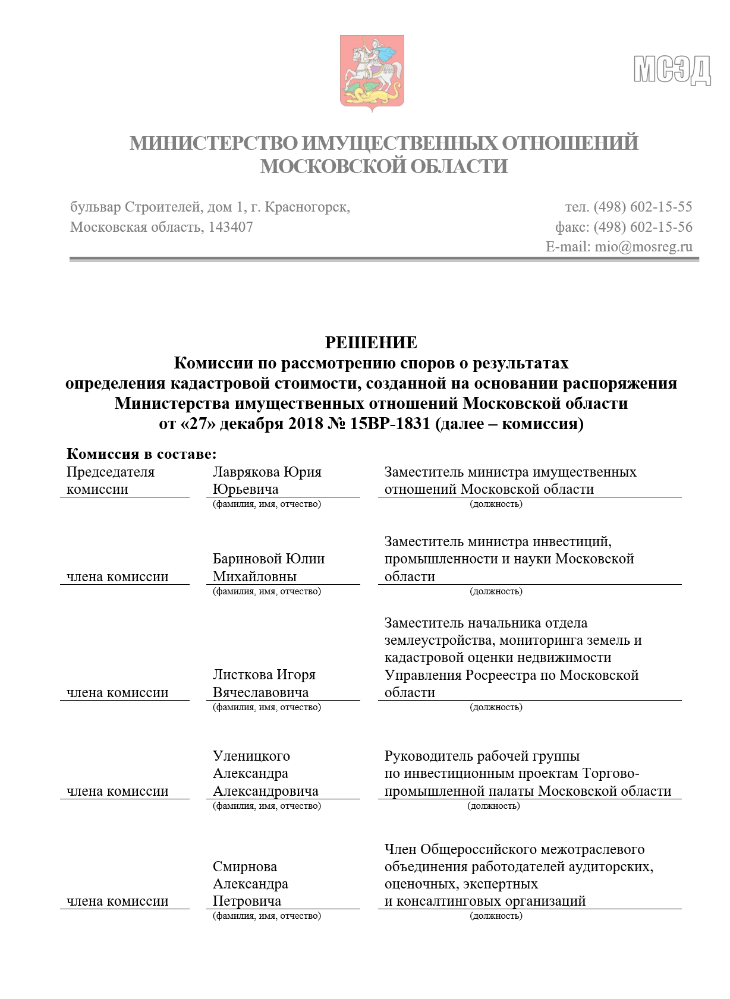 МСЭД
МИНИСТЕРСТВО ИМУЩЕСТВЕННЫХ ОТНОШЕНИЙ
МОСКОВСКОЙ ОБЛАСТИ
бульвар Строителей, дом 1, г. Красногорск,
Московская область, 143407
тел. (498) 602-15-55
факс: (498) 602-15-56
E-mail: mio@mosreg.ru
РЕШЕНИЕ
Комиссии по рассмотрению споров о результатах
определения кадастровой стоимости, созданной на основании распоряжения
Министерства имущественных отношений Московской области
от «27» декабря 2018 № 15ВР-1831 (далее – комиссия)
Комиссия в составе:
Председателя
комиссии
Лаврякова Юрия
Юрьевича
(фамилия, имя, отчество)
Заместитель министра имущественных
отношений Московской области
(должность)
члена комиссии
Бариновой Юлии
Михайловны
(фамилия, имя, отчество)
Заместитель министра инвестиций,
промышленности и науки Московской
области
(должность)
члена комиссии
Листкова Игоря
Вячеславовича
(фамилия, имя, отчество)
Заместитель начальника отдела
землеустройства, мониторинга земель и
кадастровой оценки недвижимости
Управления Росреестра по Московской
области
(должность)
члена комиссии
Уленицкого
Александра
Александровича
(фамилия, имя, отчество)
Руководитель рабочей группы
по инвестиционным проектам Торгово-
промышленной палаты Московской области
(должность)
члена комиссии
Смирнова
Александра
Петровича
(фамилия, имя, отчество)
Член Общероссийского межотраслевого
объединения работодателей аудиторских,
оценочных, экспертных
и консалтинговых организаций
(должность)